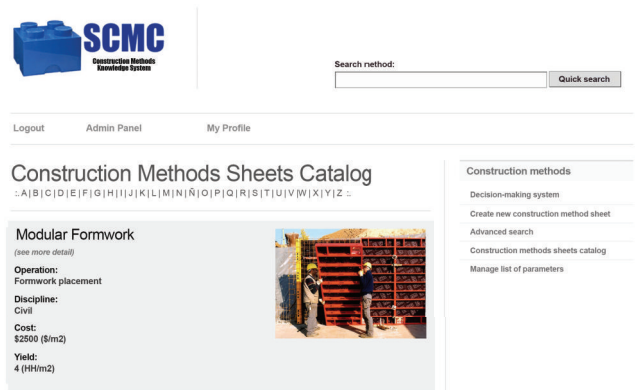 SCMC
Construction Methods
Knowledge System
Search method:
Quick search
Logout Admin Panel My Profile
Construction Methods Sheets Catalog
:. A | B | C | D | E | F | G | H | I | J | K | L | M | N | Ñ | O | P | Q | R | S | T | U | V | W | X | Y | Z :.
Modular Formwork
(see more detail)
Operation:
Formwork placement
Discipline:
Civil
Cost:
$2500 ($/m2)
Yield:
4 (HH/m2)
Construction methods
Decision-making system
Create new construction method sheet
Advanced search
Construction methods sheets catalog
Manage list of parameters